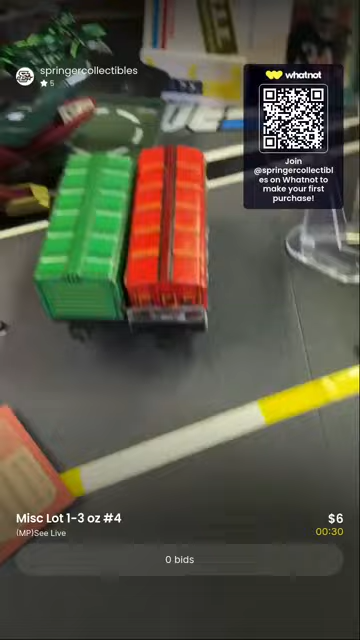 springercollectibles
5
whatnot
Join
@springercollectibl
es on Whatnot to
make your first
purchase!
Misc Lot 1-3 oz #4
$6
(MP)See Live
00:30
0 bids